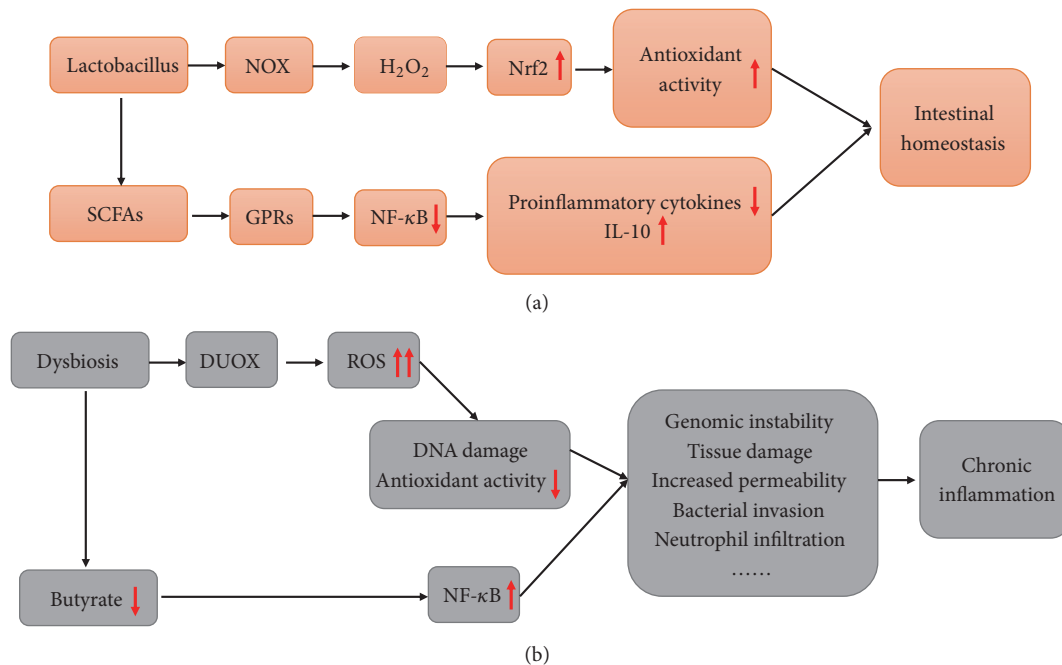 Lactobacillus
NOX
H₂O₂
Nrf2
Antioxidant
activity
Intestinal
homeostasis
SCFAs
GPRs
NF-κB
Proinflammatory cytokines
IL-10
(a)
Dysbiosis
DUOX
ROS
DNA damage
Antioxidant activity
Genomic instability
Tissue damage
Increased permeability
Bacterial invasion
Neutrophil infiltration
……
Chronic
inflammation
Butyrate
NF-κB
(b)